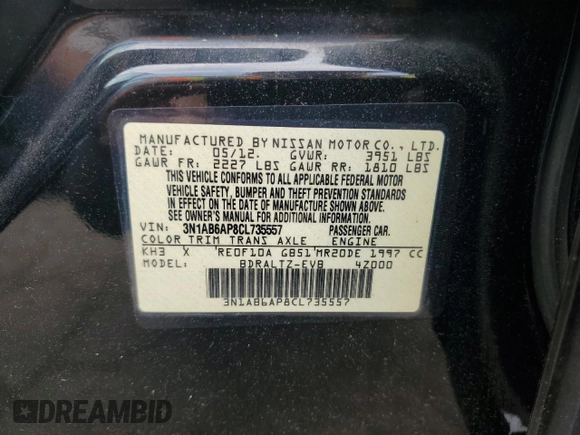 MANUFACTURED BY NISSAN MOTOR CO., LTD.
DATE: 05/12. GVWR: 3951 LBS
GAWR FR: 2227 LBS GAWR RR: 1810 LBS
THIS VEHICLE CONFORMS TO ALL APPLICABLE FEDERAL MOTOR
VEHICLE SAFETY, BUMPER AND THEFT PREVENTION STANDARDS
IN EFFECT ON THE DATE OF MANUFACTURE SHOWN ABOVE.
SEE OWNER'S MANUAL FOR ADDITIONAL INFORMATION.
VIN: 3N1AB6AP8CL735557 PASSENGER CAR.
COLOR TRIM TRANS AXLE ENGINE
KH3 X RE0F10A GB51 MR20DE 1997 CC
MODEL: BDRALTZ-EVB 4Z000
3N1AB6AP8CL735557
DREAMBID